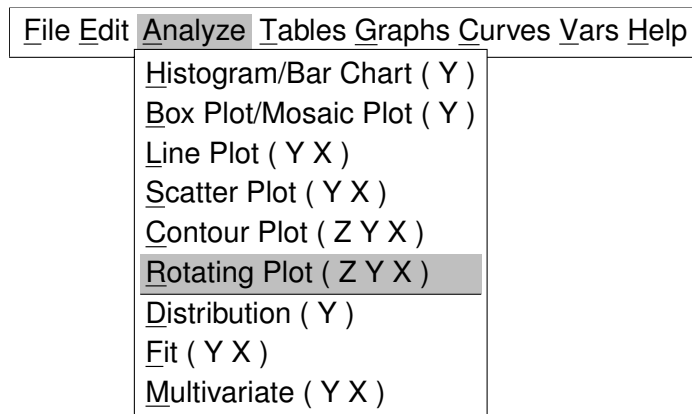 File Edit Analyze Tables Graphs Curves Vars Help
Histogram/Bar Chart ( Y )
Box Plot/Mosaic Plot ( Y )
Line Plot ( Y X )
Scatter Plot ( Y X )
Contour Plot ( Z Y X )
Rotating Plot ( Z Y X )
Distribution ( Y )
Fit ( Y X )
Multivariate ( Y X )